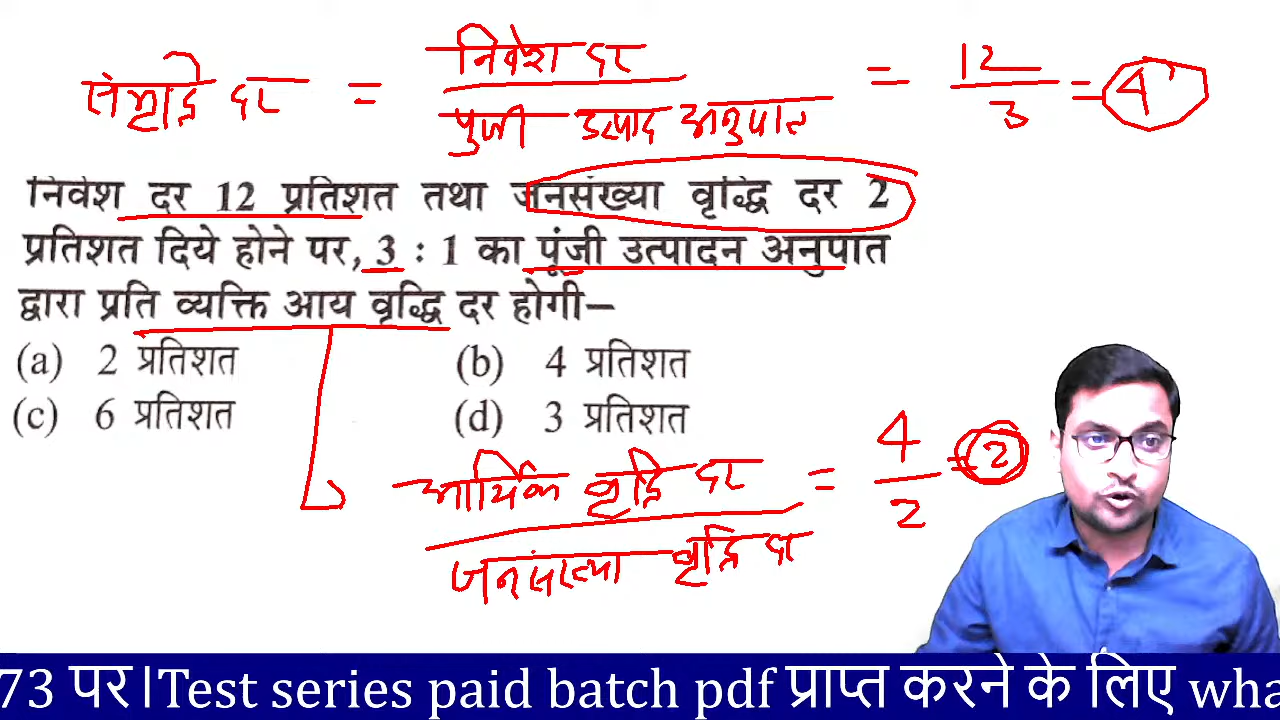 संमृद्दि दर = निवेश दर / पुंजी उत्पाद अनुपात = 12 / 3 = 4
निवेश दर 12 प्रतिशत तथा जनसंख्या वृद्धि दर 2
प्रतिशत दिये होने पर, 3 : 1 का पूंजी उत्पादन अनुपात
द्वारा प्रति व्यक्ति आय वृद्धि दर होगी–
(a) 2 प्रतिशत (b) 4 प्रतिशत
(c) 6 प्रतिशत (d) 3 प्रतिशत
आर्थिक वृद्धि दर / जनसंख्या वृद्धि दर = 4 / 2 = 2
73 पर।Test series paid batch pdf प्राप्त करने के लिए wha